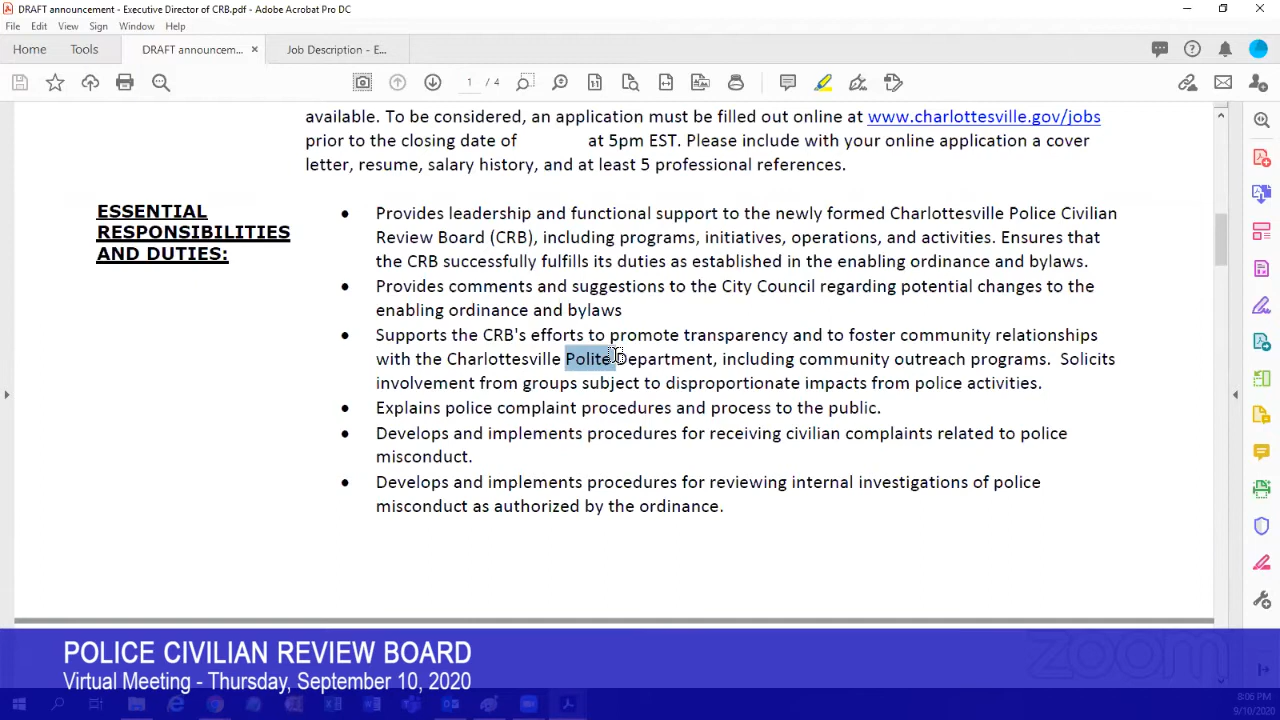 DRAFT announcement - Executive Director of CRB.pdf - Adobe Acrobat Pro DC
File Edit View Sign Window Help
Home Tools DRAFT announcem... × Job Description - E...
1 / 4
available. To be considered, an application must be filled out online at www.charlottesville.gov/jobs
prior to the closing date of at 5pm EST. Please include with your online application a cover
letter, resume, salary history, and at least 5 professional references.
ESSENTIAL
RESPONSIBILITIES
AND DUTIES:
• Provides leadership and functional support to the newly formed Charlottesville Police Civilian
Review Board (CRB), including programs, initiatives, operations, and activities. Ensures that
the CRB successfully fulfills its duties as established in the enabling ordinance and bylaws.
• Provides comments and suggestions to the City Council regarding potential changes to the
enabling ordinance and bylaws
• Supports the CRB's efforts to promote transparency and to foster community relationships
with the Charlottesville Polite Department, including community outreach programs. Solicits
involvement from groups subject to disproportionate impacts from police activities.
• Explains police complaint procedures and process to the public.
• Develops and implements procedures for receiving civilian complaints related to police
misconduct.
• Develops and implements procedures for reviewing internal investigations of police
misconduct as authorized by the ordinance.
POLICE CIVILIAN REVIEW BOARD
Virtual Meeting - Thursday, September 10, 2020
zoom
8:06 PM
9/10/2020